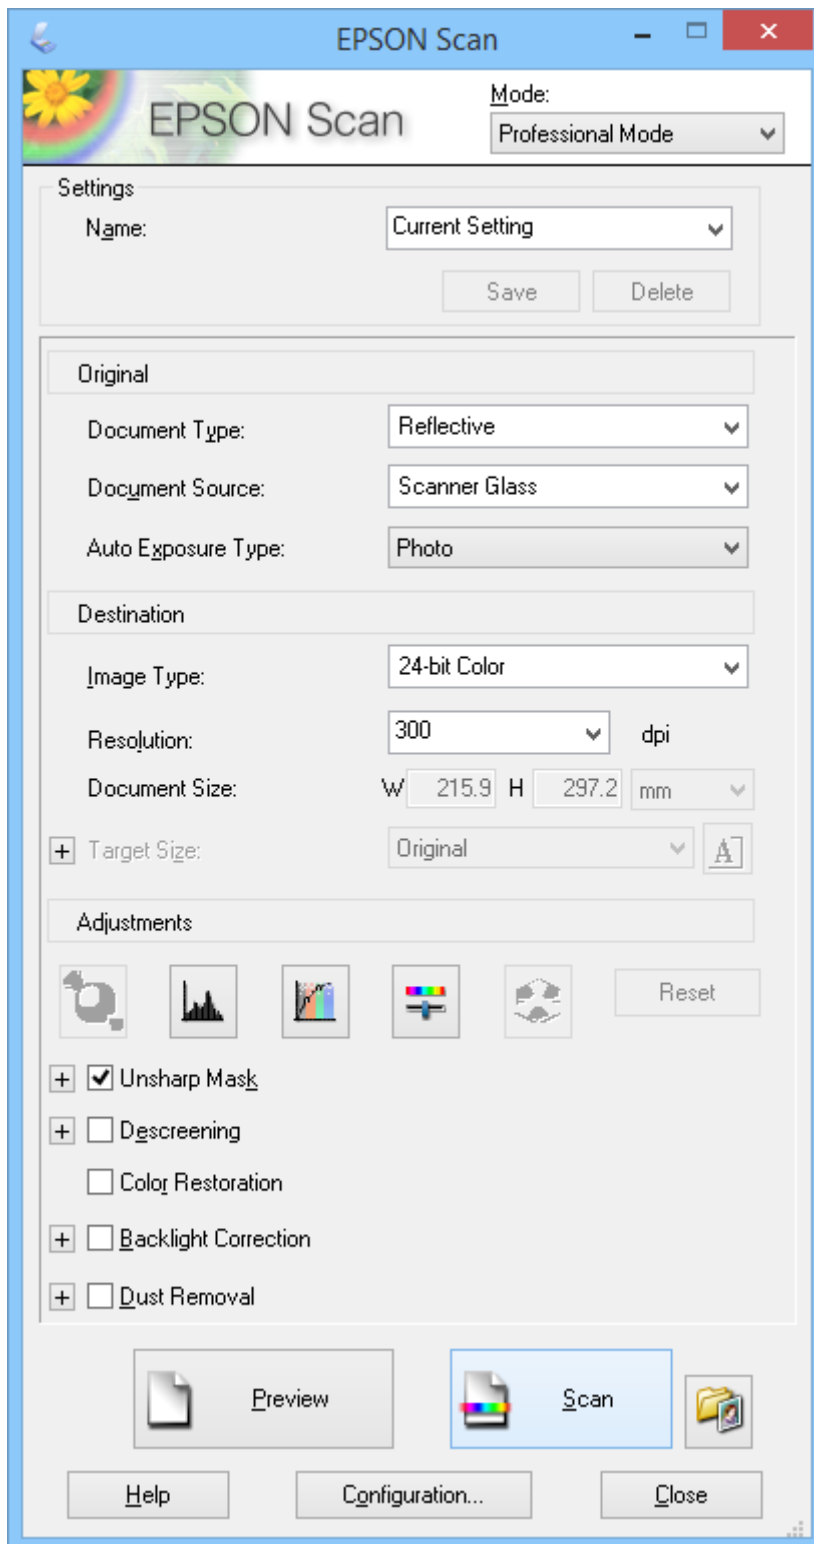 EPSON Scan
EPSON Scan
Mode:
Professional Mode
Settings
Name:
Current Setting
Save Delete
Original
Document Type: Reflective
Document Source: Scanner Glass
Auto Exposure Type: Photo
Destination
Image Type: 24-bit Color
Resolution: 300 dpi
Document Size: W 215.9 H 297.2 mm
+ Target Size: Original A
Adjustments
Reset
+ Unsharp Mask
+ Descreening
Color Restoration
+ Backlight Correction
+ Dust Removal
Preview Scan
Help Configuration... Close